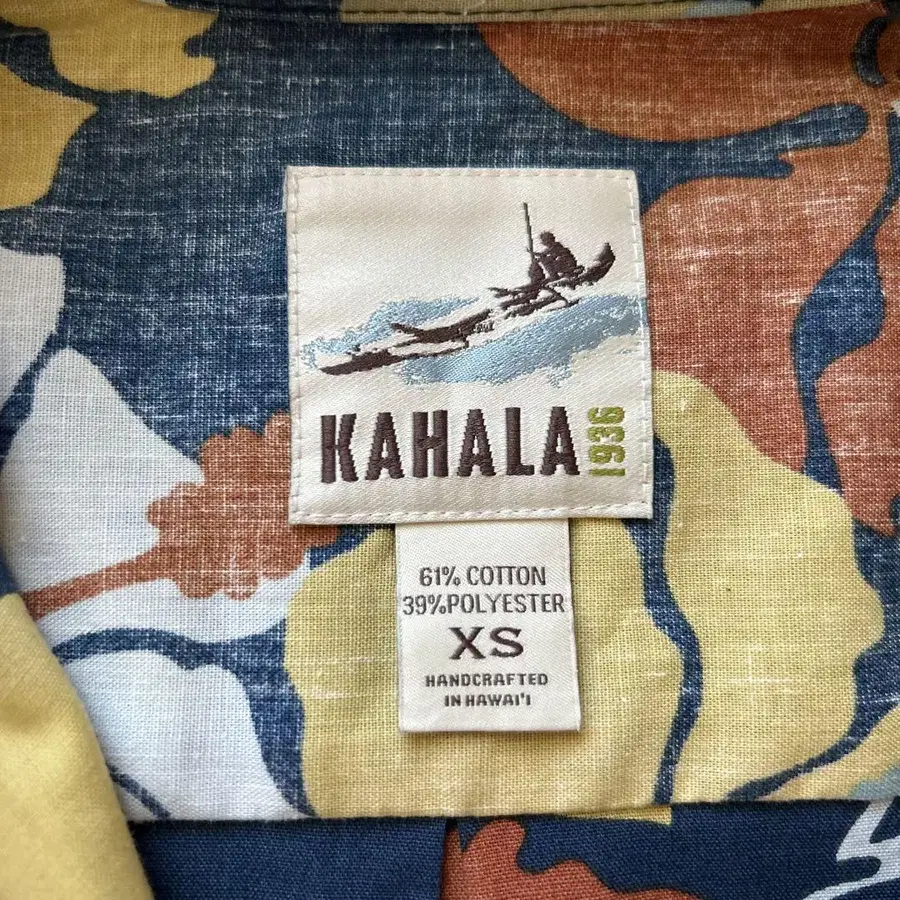 KAHALA 1936
61% COTTON
39%POLYESTER
XS
HANDCRAFTED
IN HAWAI'I